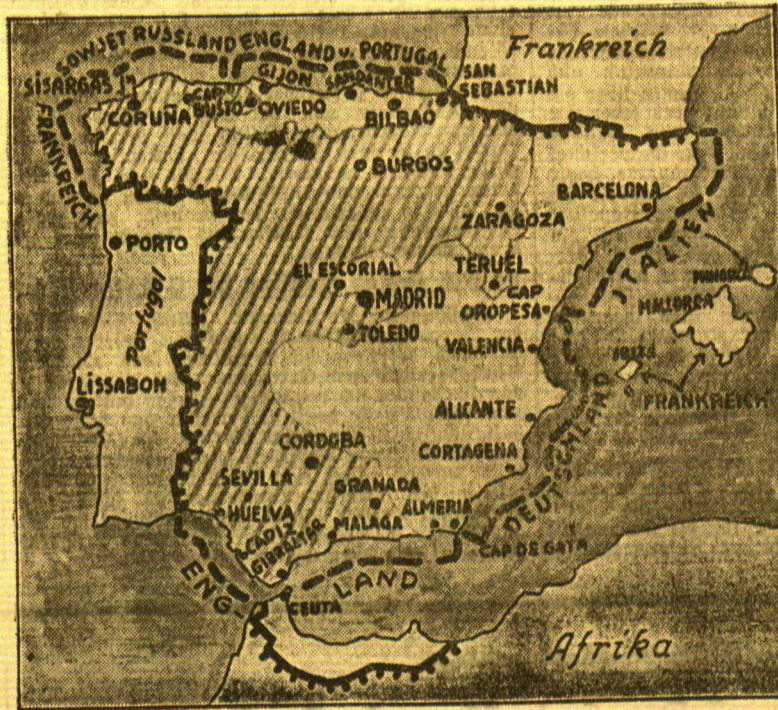 SOWJET RUSSLAND ENGLAND u. PORTUGAL
Frankreich
SISARGAS
GIJON
SANTANDER
SAN
SEBASTIAN
CORUÑA
CAP
BUSTO
OVIEDO
BILBAO
FRANKREICH
BURGOS
BARCELONA
ZARAGOZA
PORTO
ITALIEN
EL ESCORIAL
TERUEL
MADRID
CAP
OROPESA
MALLORCA
Portugal
TOLEDO
VALENCIA
IBIZA
LISSABON
ALICANTE
FRANKREICH
DEUTSCHLAND
CORDOBA
CORTAGENA
SEVILLA
GRANADA
HUELVA
ALMERIA
CADIZ
GIBRALTAR
MALAGA
CAP DE GATA
ENG-
LAND
CEUTA
Afrika